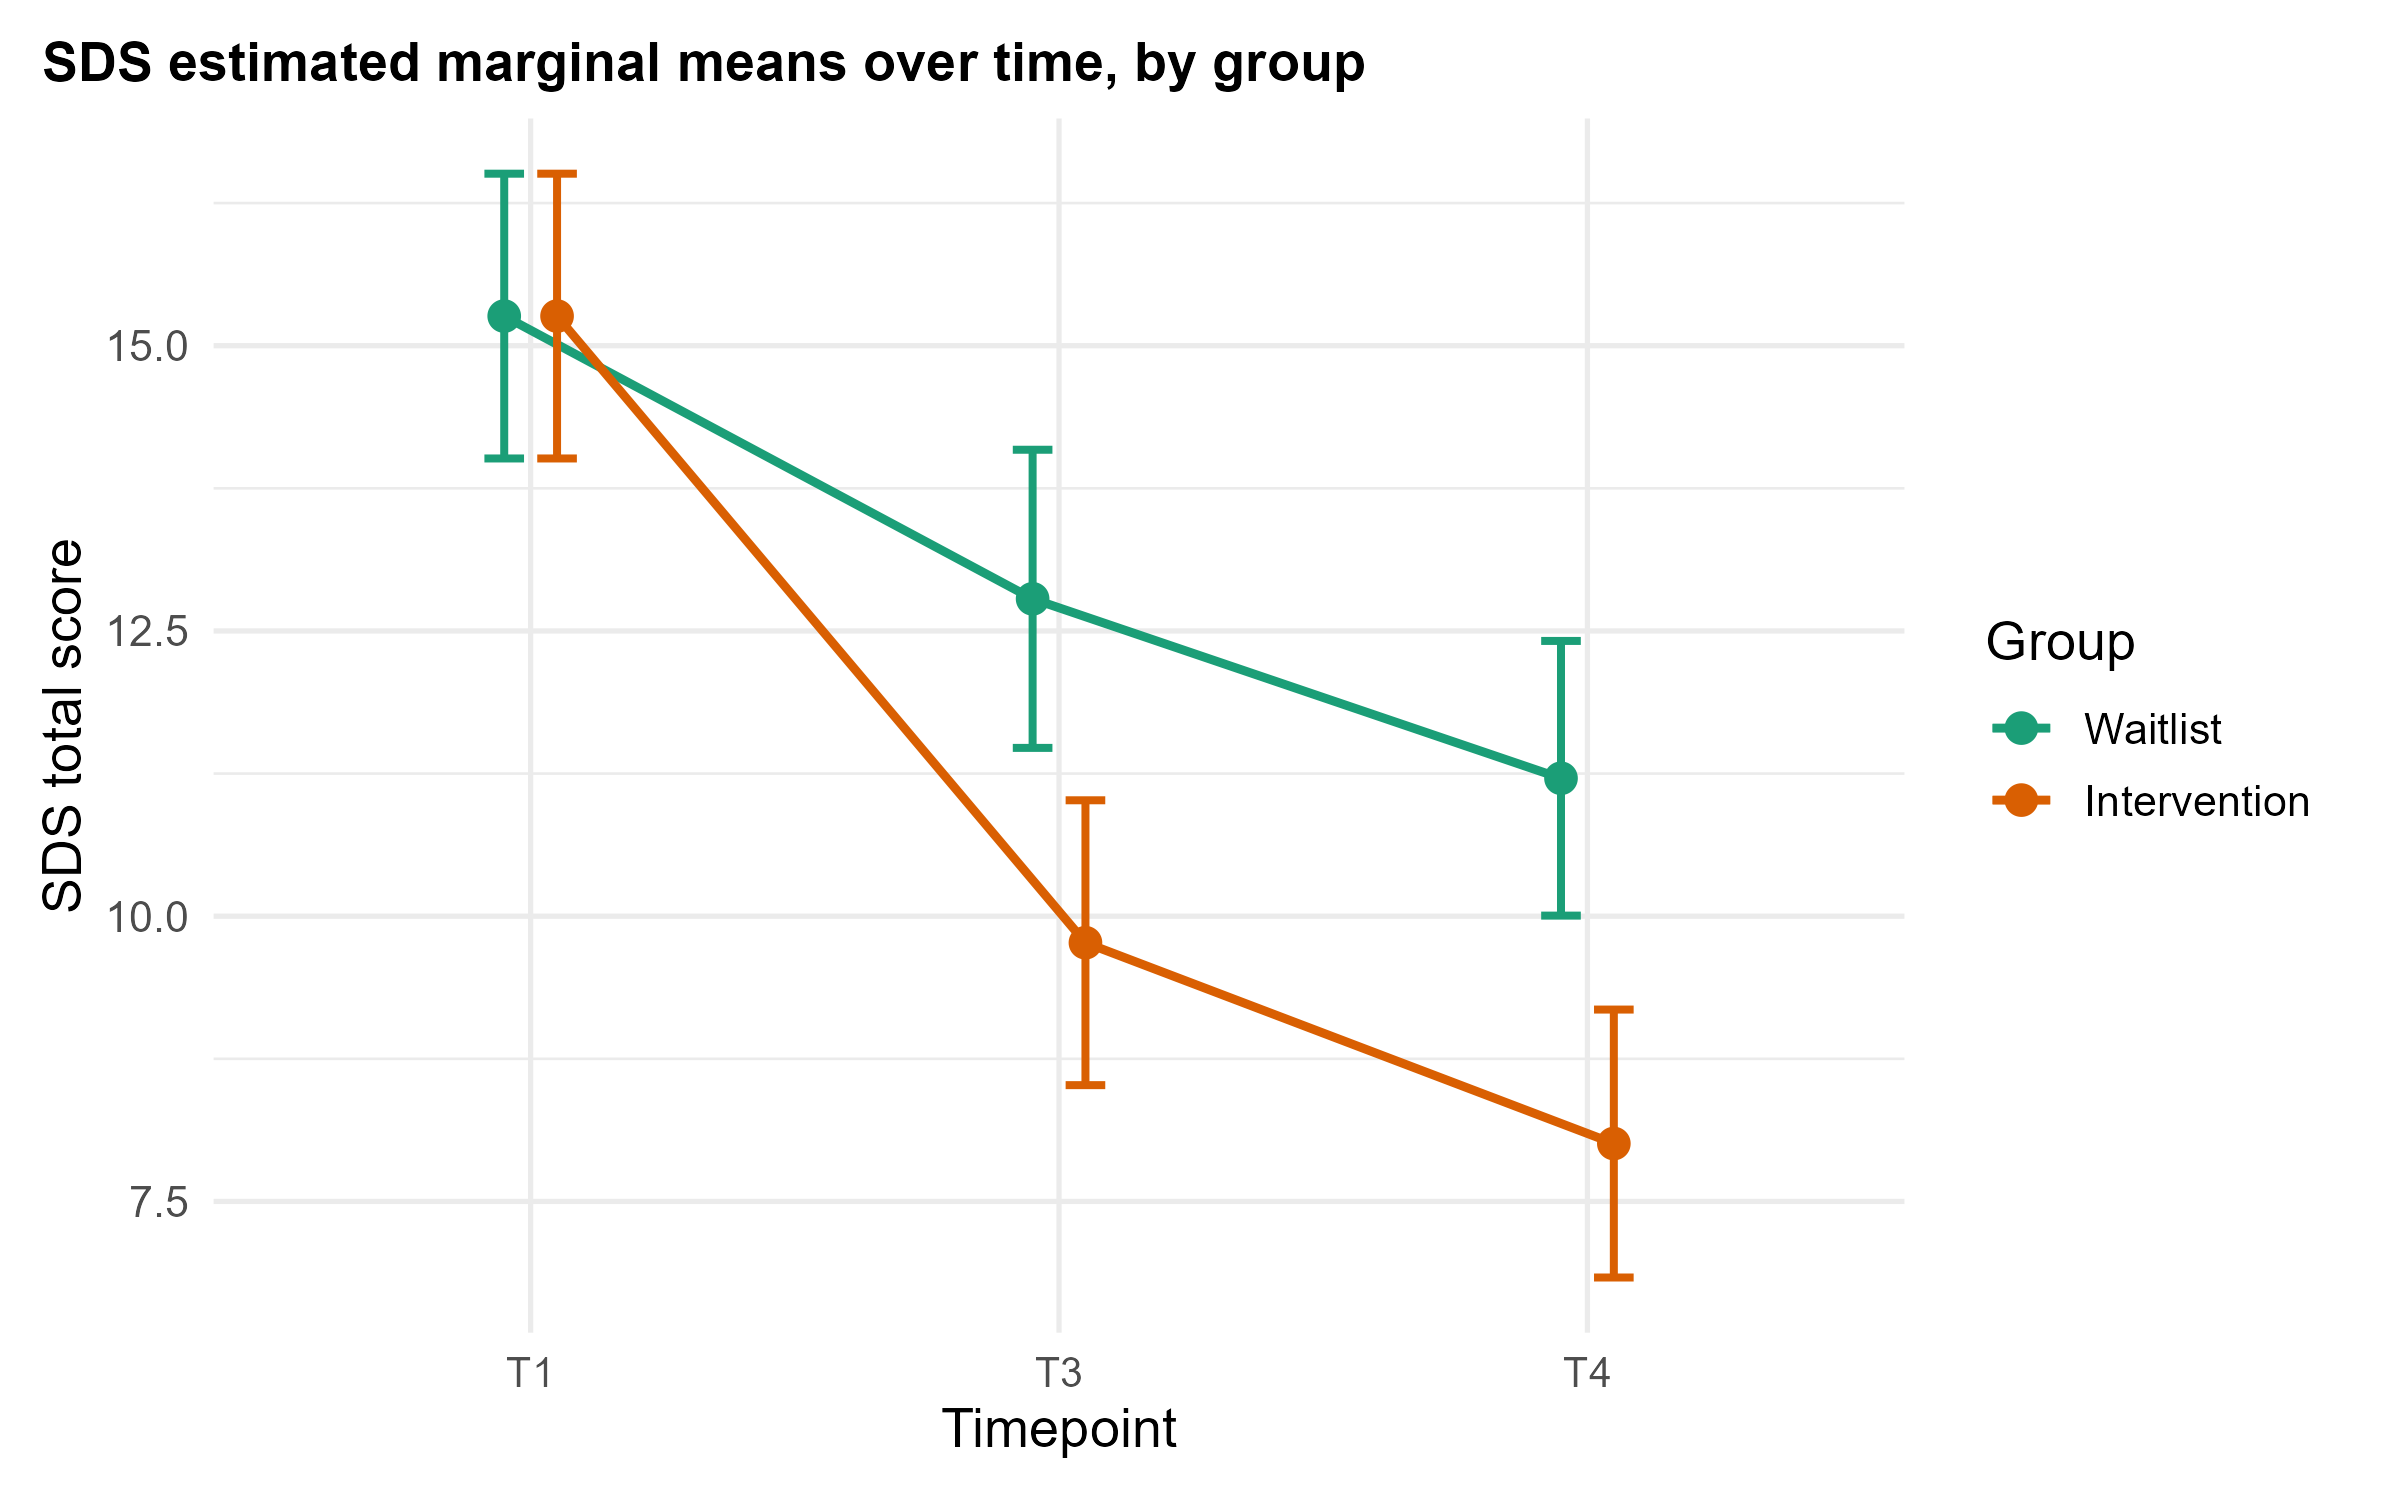 SDS estimated marginal means over time, by group
SDS total score
15.0
12.5
10.0
7.5
T1
T3
T4
Timepoint
Group
Waitlist
Intervention